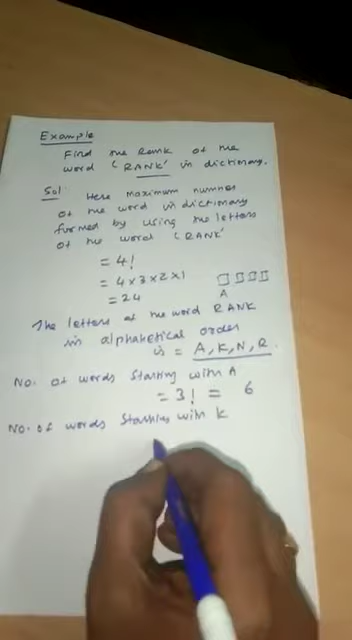 Example
Find the Rank of the
word 'RANK' in dictionary.
Sol: Here Maximum number
of the word in dictionary
formed by using the letters
of the word 'RANK'
= 4!
= 4×3×2×1
= 24
A
The letters of the word RANK
in alphabetical order
is = A, K, N, R.
No. of words starting with A
= 3! = 6
No. of words starting with K